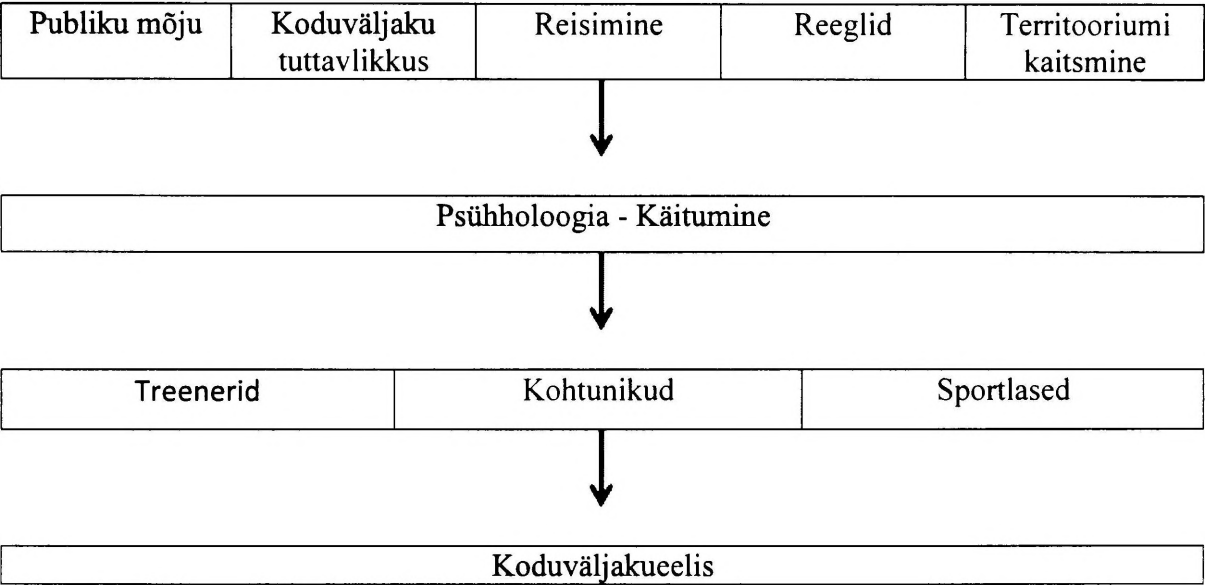 Publiku mõju
Koduväljaku
tuttavlikkus
Reisimine
Reeglid
Territooriumi
kaitsmine
Psühholoogia - Käitumine
Treenerid
Kohtunikud
Sportlased
Koduväljakueelis